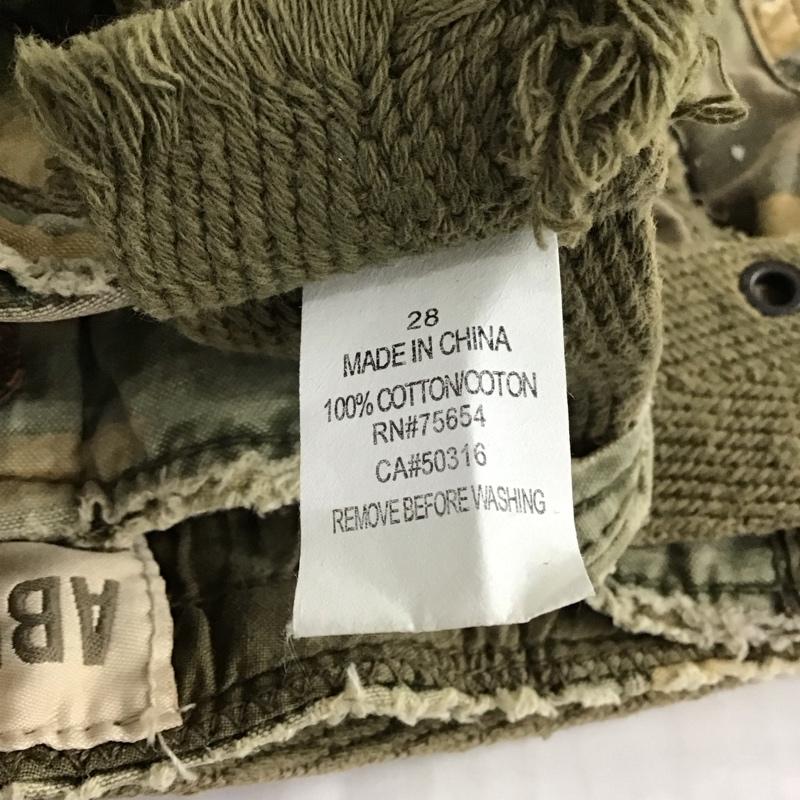 28
MADE IN CHINA
100% COTTON/COTON
RN#75654
CA#50316
REMOVE BEFORE WASHING
AB